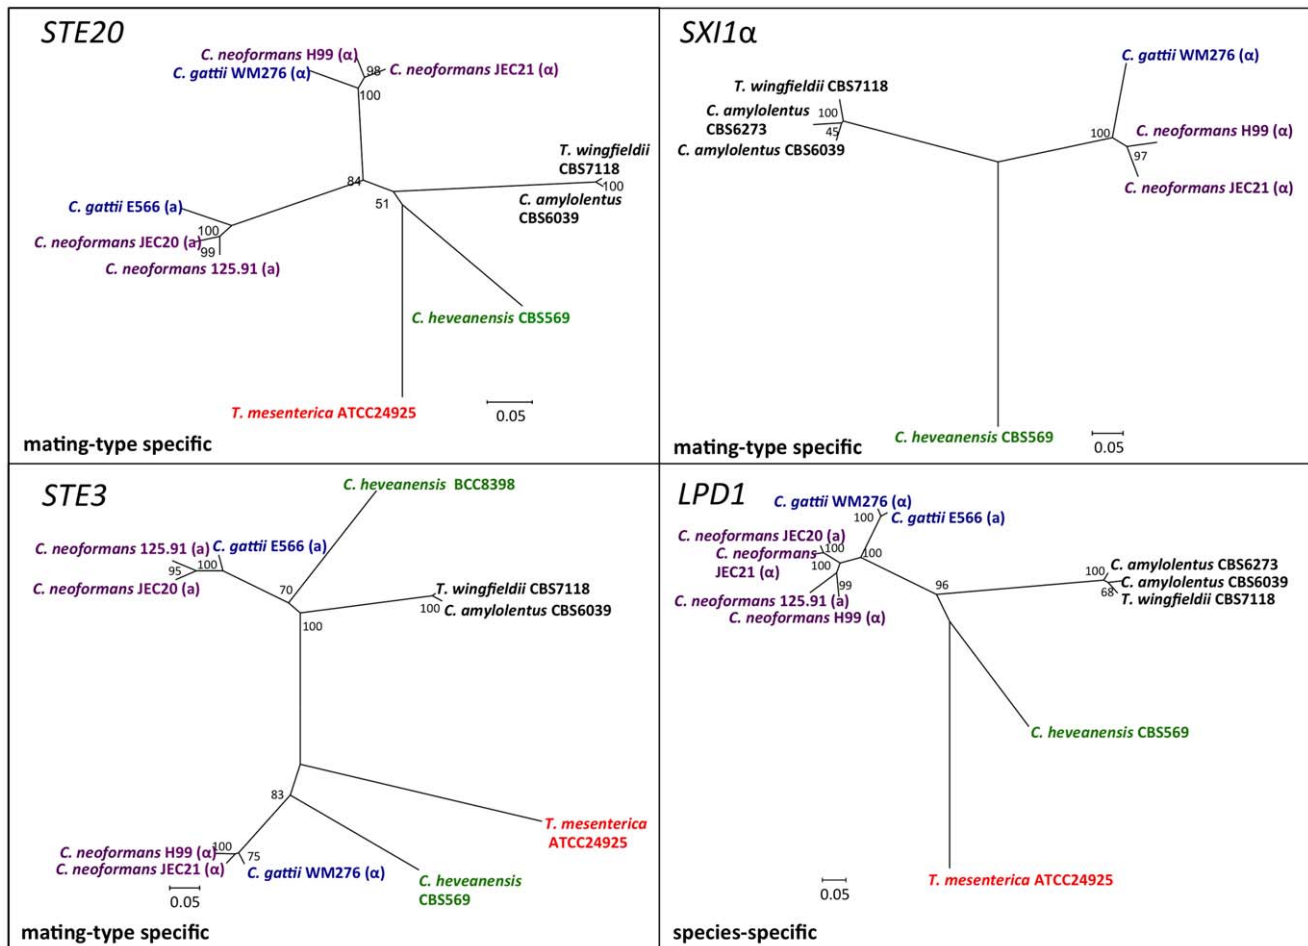 STE20
C. neoformans H99 (α)
C. gattii WM276 (α)
98
C. neoformans JEC21 (α)
100
T. wingfieldii
CBS7118
100
C. amylolentus
CBS6039
84
51
C. gattii E566 (a)
100
C. neoformans JEC20 (a)
99
C. neoformans 125.91 (a)
C. heveanensis CBS569
T. mesenterica ATCC24925
0.05
mating-type specific
SXI1α
C. gattii WM276 (α)
T. wingfieldii CBS7118
C. amylolentus
CBS6273
100
45
C. amylolentus CBS6039
100
C. neoformans H99 (α)
97
C. neoformans JEC21 (α)
C. heveanensis CBS569
0.05
mating-type specific
STE3
C. heveanensis BCC8398
C. neoformans 125.91 (a)
C. gattii E566 (a)
95
100
C. neoformans JEC20 (a)
70
T. wingfieldii CBS7118
100
C. amylolentus CBS6039
100
83
T. mesenterica
ATCC24925
100
C. neoformans H99 (α)
75
C. neoformans JEC21 (α)
C. gattii WM276 (α)
C. heveanensis
CBS569
0.05
mating-type specific
LPD1
C. gattii WM276 (α)
100
C. gattii E566 (a)
C. neoformans JEC20 (a)
100
C. neoformans
JEC21 (α)
100
100
99
C. neoformans 125.91 (a)
C. neoformans H99 (α)
96
100
C. amylolentus CBS6273
C. amylolentus CBS6039
68
T. wingfieldii CBS7118
C. heveanensis CBS569
T. mesenterica ATCC24925
0.05
species-specific